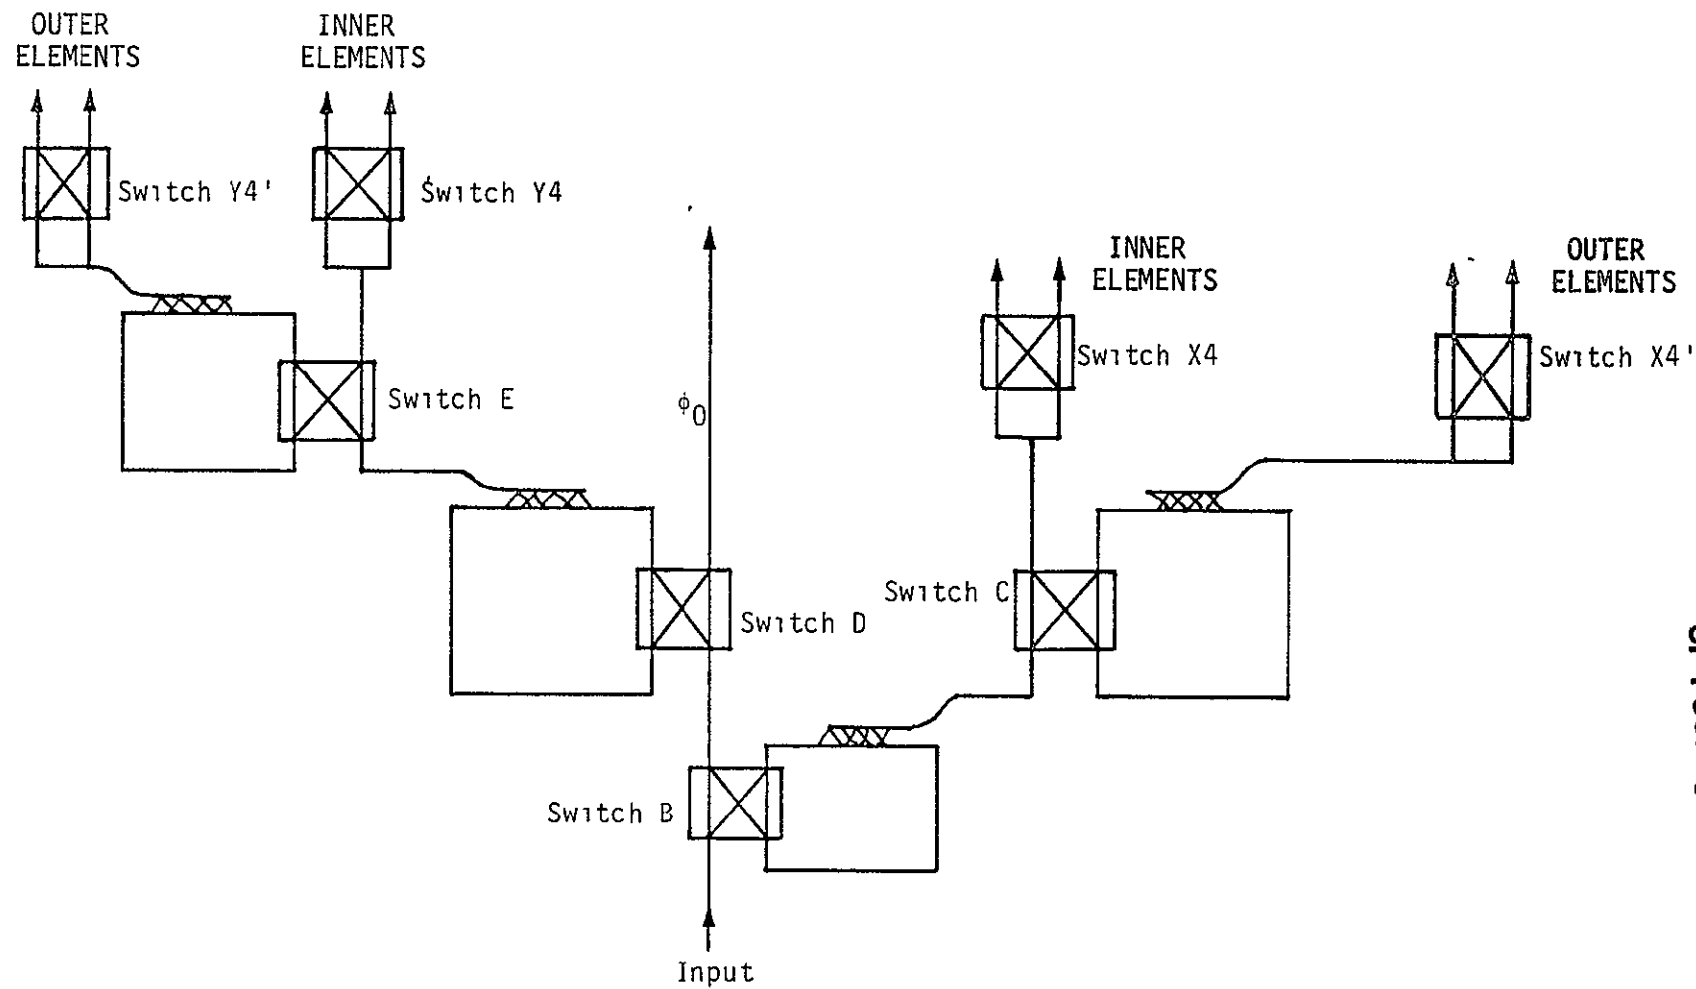 OUTER
ELEMENTS
INNER
ELEMENTS
Switch Y4'
Switch Y4
INNER
ELEMENTS
OUTER
ELEMENTS
Switch X4
Switch X4'
Switch E
ϕ0
Switch C
Switch D
Switch B
Input